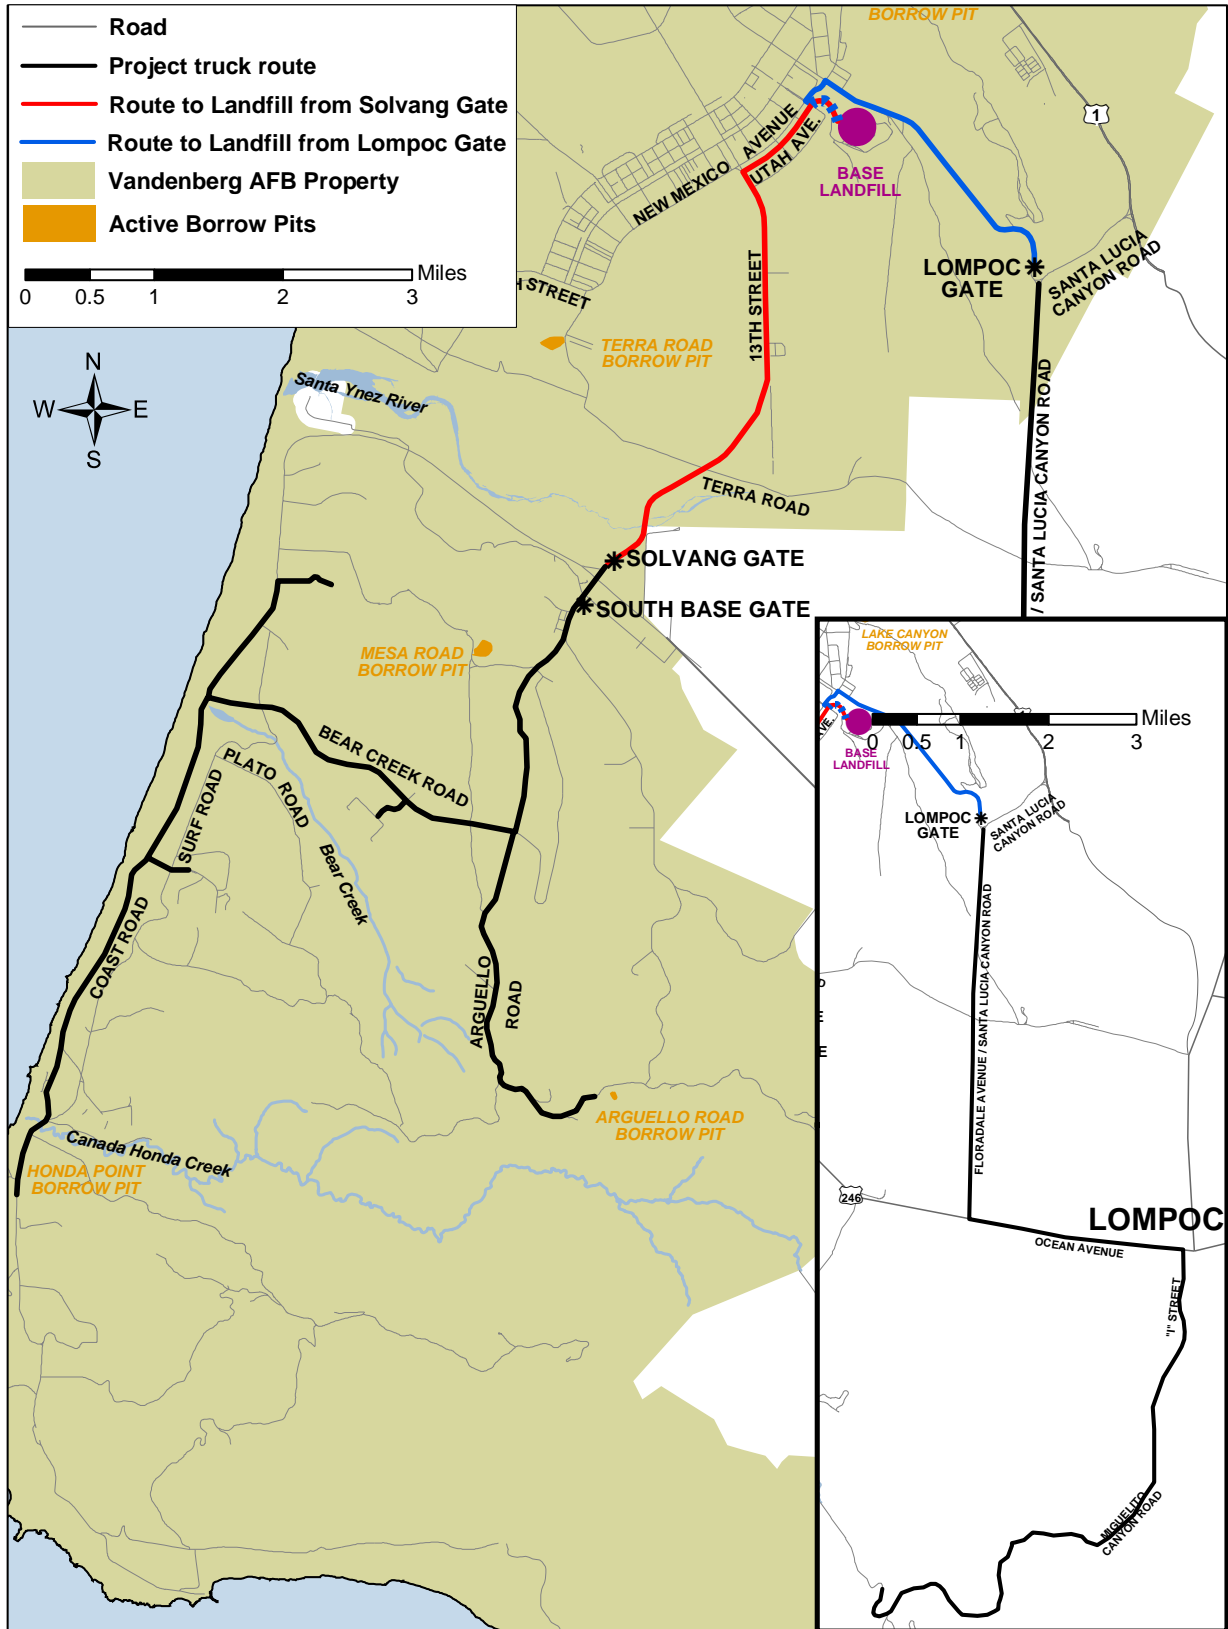 Road
Project truck route
Route to Landfill from Solvang Gate
Route to Landfill from Lompoc Gate
Vandenberg AFB Property
Active Borrow Pits
Miles
0 0.5 1 2 3
N
W E
S
BORROW PIT
1
NEW MEXICO AVENUE
UTAH AVE.
BASE
LANDFILL
LOMPOC
GATE
SANTA LUCIA
CANYON ROAD
H STREET
13TH STREET
TERRA ROAD
BORROW PIT
Santa Ynez River
/ SANTA LUCIA CANYON ROAD
TERRA ROAD
SOLVANG GATE
SOUTH BASE GATE
MESA ROAD
BORROW PIT
BEAR CREEK ROAD
PLATO ROAD
SURF ROAD
Bear Creek
COAST ROAD
ARGUELLO
ROAD
ARGUELLO ROAD
BORROW PIT
Canada Honda Creek
HONDA POINT
BORROW PIT
LAKE CANYON
BORROW PIT
AVE.
Miles
0 0.5 1 2 3
BASE
LANDFILL
LOMPOC
GATE
SANTA LUCIA
CANYON ROAD
FLORADALE AVENUE / SANTA LUCIA CANYON ROAD
E
E
246
LOMPOC
OCEAN AVENUE
"I" STREET
MIGUELITO
CANYON ROAD